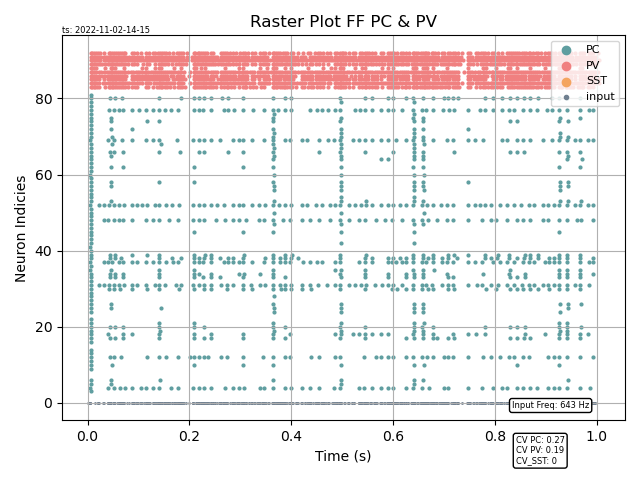 Raster Plot FF PC & PV
ts: 2022-11-02-14-15
PC
PV
SST
input
Neuron Indicies
80
60
40
20
0
Input Freq: 643 Hz
0.0 0.2 0.4 0.6 0.8 1.0
Time (s)
CV PC: 0.27
CV PV: 0.19
CV_SST: 0